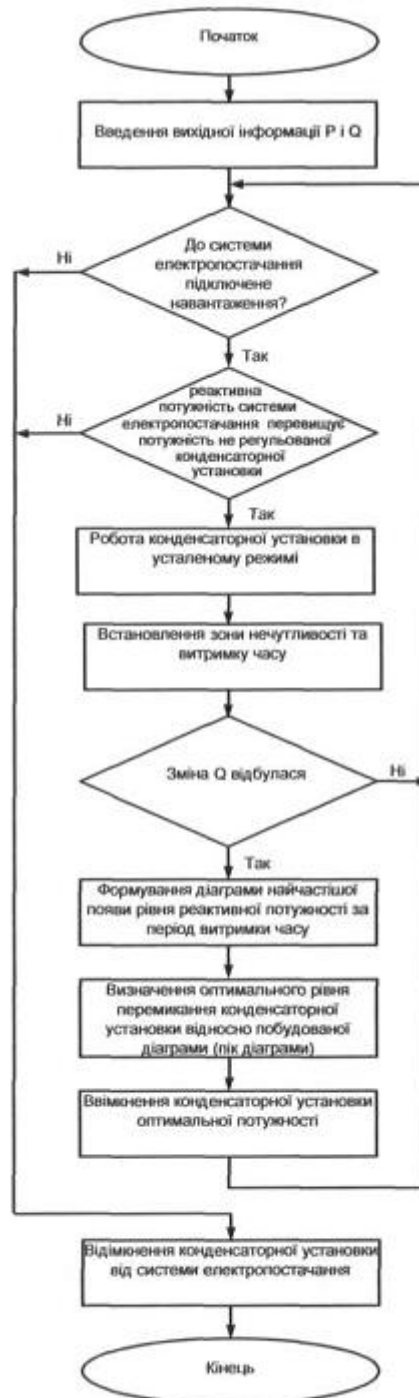 Початок
Введення вихідної інформації P і Q
До системи
електропостачання
підключене
навантаження?
Ні
Так
реактивна
потужність системи
електропостачання перевищує
потужність не регульованої
конденсаторної
установки
Ні
Так
Робота конденсаторної установки в
усталеному режимі
Встановлення зони нечутливості та
витримку часу
Зміна Q відбулася
Ні
Так
Формування діаграми найчастішої
появи рівня реактивної потужності за
період витримки часу
Визначення оптимального рівня
перемикання конденсаторної
установки відносно побудованої
діаграми (пік діаграми)
Ввімкнення конденсаторної установки
оптимальної потужності
Відімкнення конденсаторної установки
від системи електропостачання
Кінець